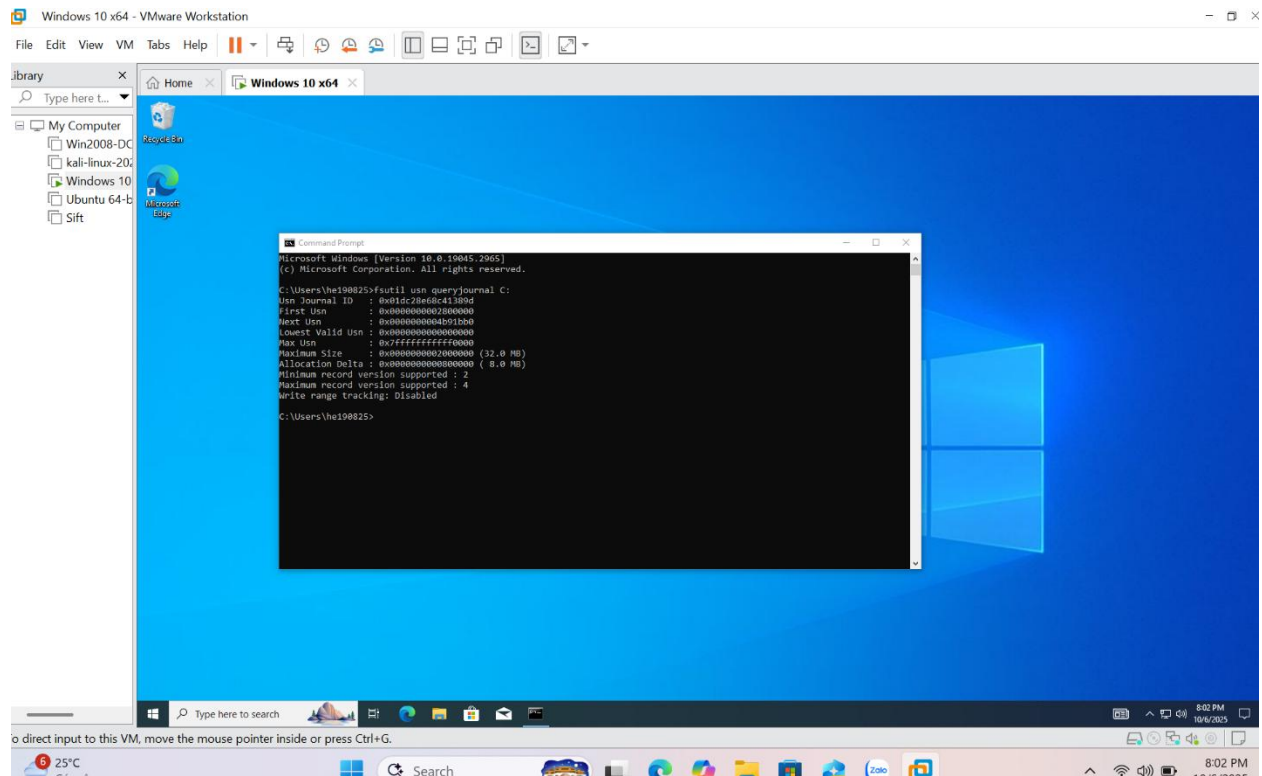 Windows 10 x64 - VMware Workstation
File Edit View VM Tabs Help
Library
Type here t...
My Computer
Win2008-DC
kali-linux-202
Windows 10
Ubuntu 64-b
Sift
Home
Windows 10 x64
Recycle Bin
Microsoft
Edge
Command Prompt
Microsoft Windows [Version 10.0.19045.2965]
(c) Microsoft Corporation. All rights reserved.
C:\Users\he190825>fsutil usn queryjournal C:
Usn Journal ID : 0x01dc28e68c41389d
First Usn : 0x0000000002800000
Next Usn : 0x0000000004b91bb0
Lowest Valid Usn : 0x0000000000000000
Max Usn : 0x7fffffffffff0000
Maximum Size : 0x0000000002000000 (32.0 MB)
Allocation Delta : 0x0000000000800000 ( 8.0 MB)
Minimum record version supported : 2
Maximum record version supported : 4
Write range tracking: Disabled
C:\Users\he190825>
Type here to search
8:02 PM
10/6/2025
To direct input to this VM, move the mouse pointer inside or press Ctrl+G.
6
25°C
Search
Zalo
8:02 PM